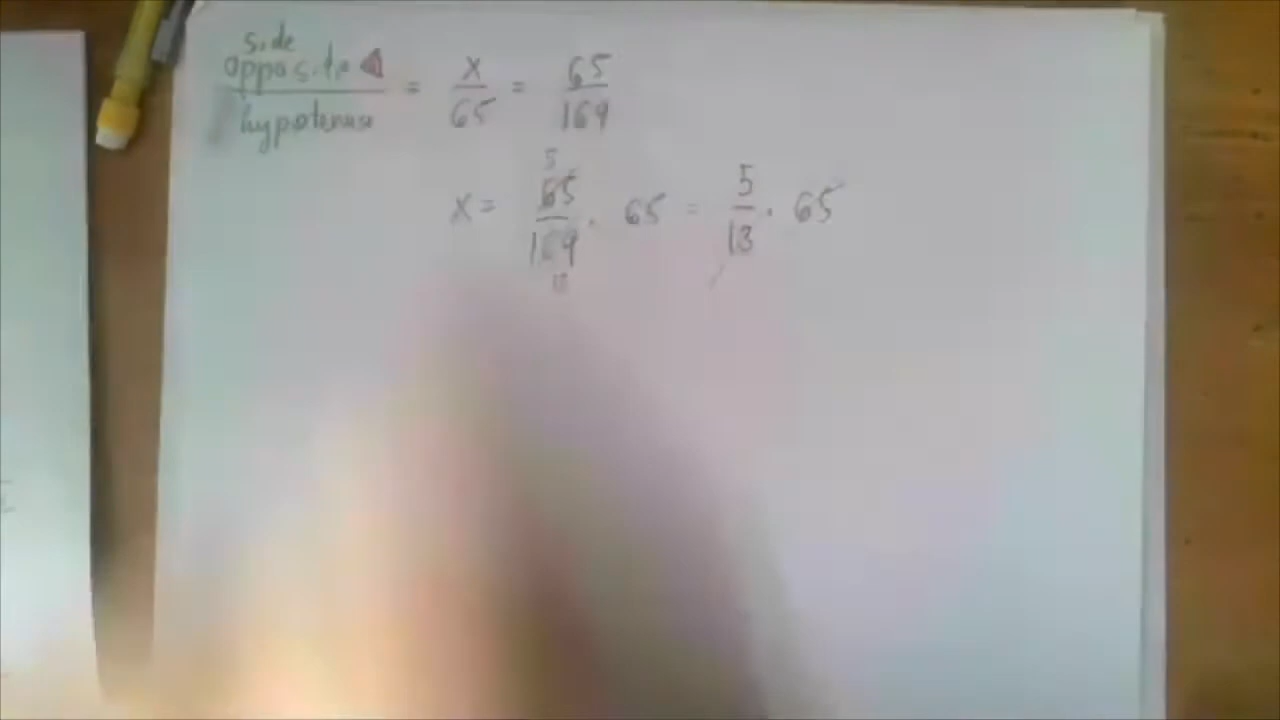 side
opposite = x/65 = 65/169
hypotenuse
5
x = 65/169 · 65 = 5/13 · 65
13